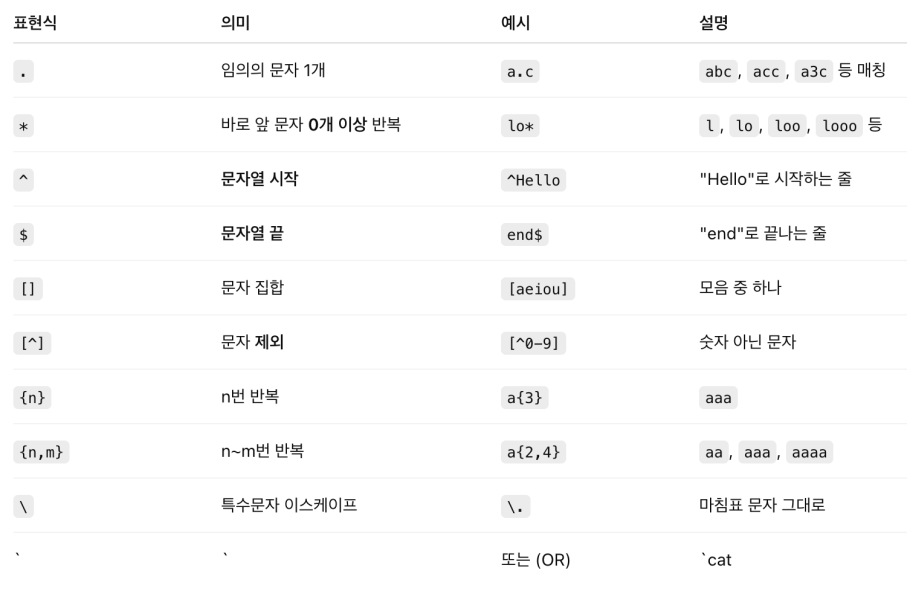 표현식 의미 예시 설명
. 임의의 문자 1개 a.c abc, acc, a3c 등 매칭
* 바로 앞 문자 0개 이상 반복 lo* l, lo, loo, looo 등
^ 문자열 시작 ^Hello "Hello"로 시작하는 줄
$ 문자열 끝 end$ "end"로 끝나는 줄
[] 문자 집합 [aeiou] 모음 중 하나
[^] 문자 제외 [^0-9] 숫자 아닌 문자
{n} n번 반복 a{3} aaa
{n,m} n~m번 반복 a{2,4} aa, aaa, aaaa
\ 특수문자 이스케이프 \. 마침표 문자 그대로
` ` 또는 (OR) `cat